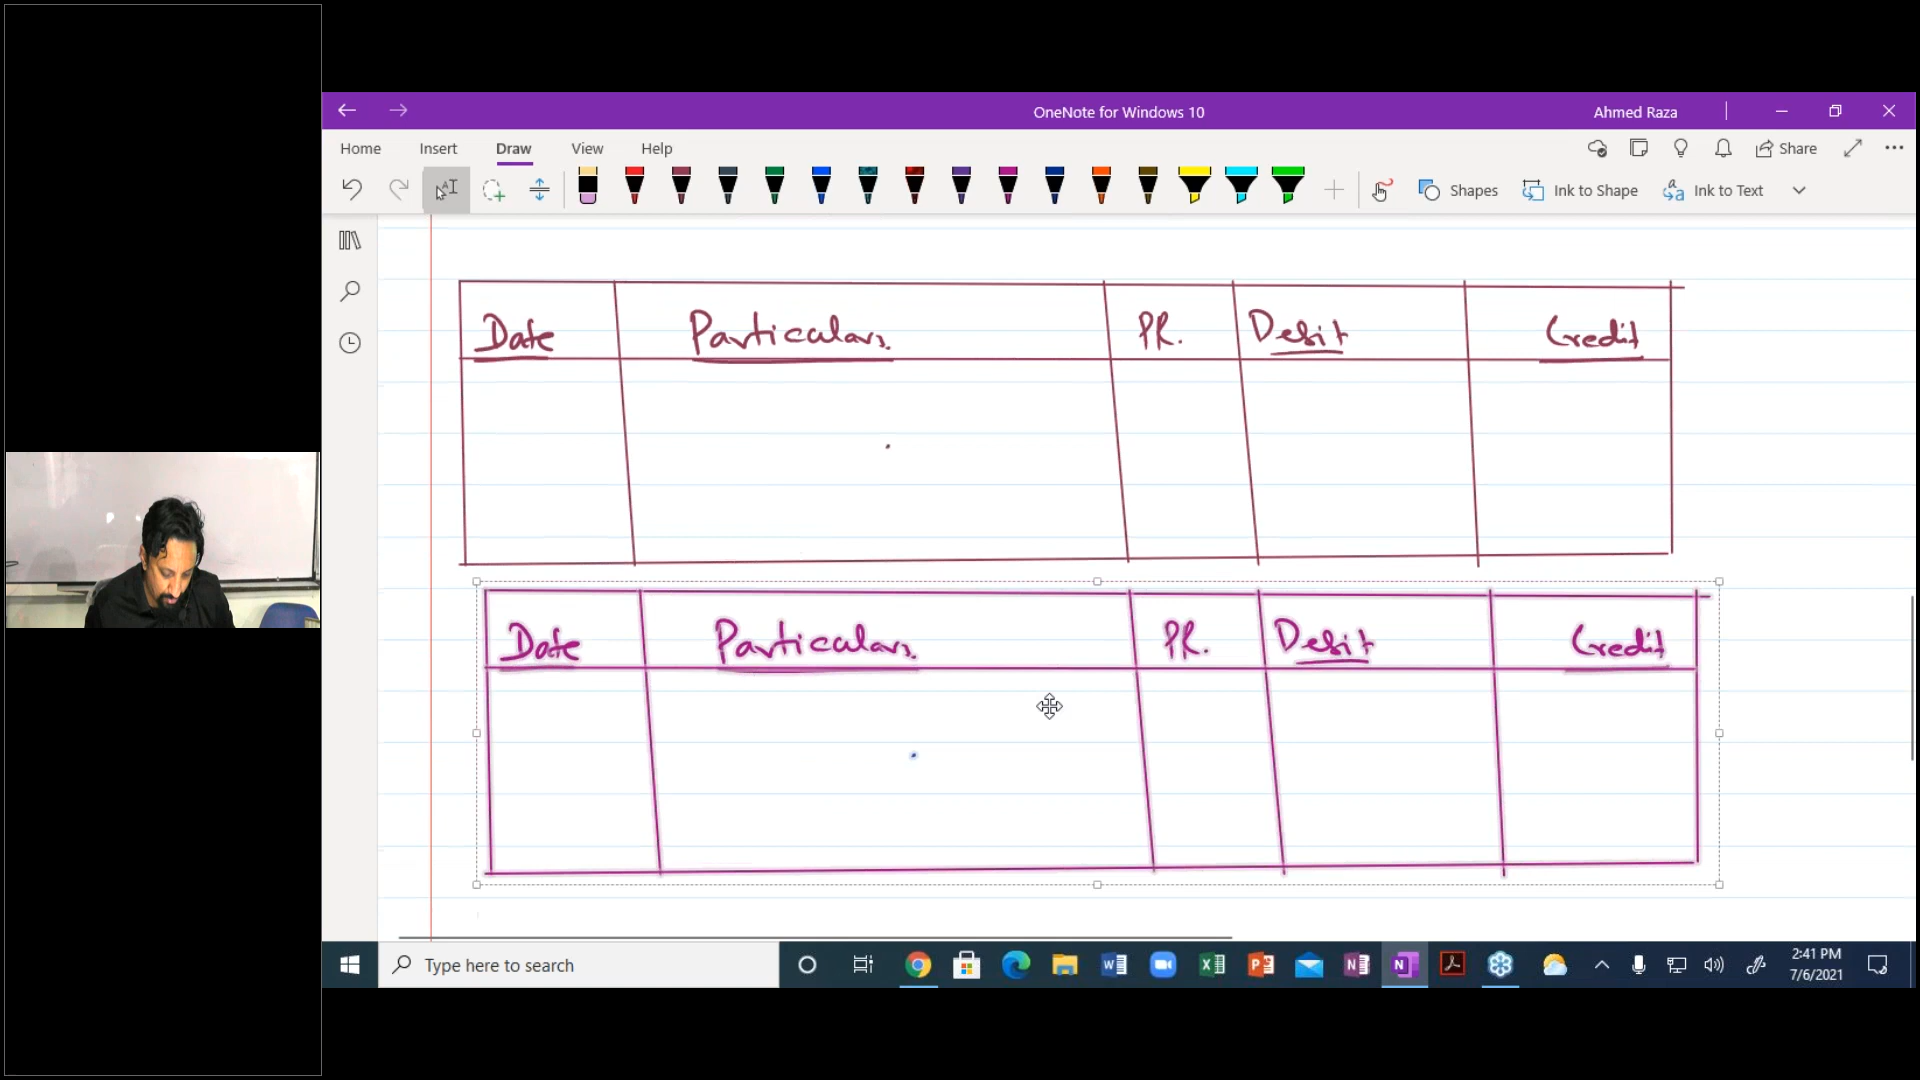 OneNote for Windows 10
Ahmed Raza
Home Insert Draw View Help
Share
Shapes Ink to Shape Ink to Text
Date Particulars. PR. Debit Credit
Date Particulars. PR. Debit Credit
Type here to search
2:41 PM
7/6/2021